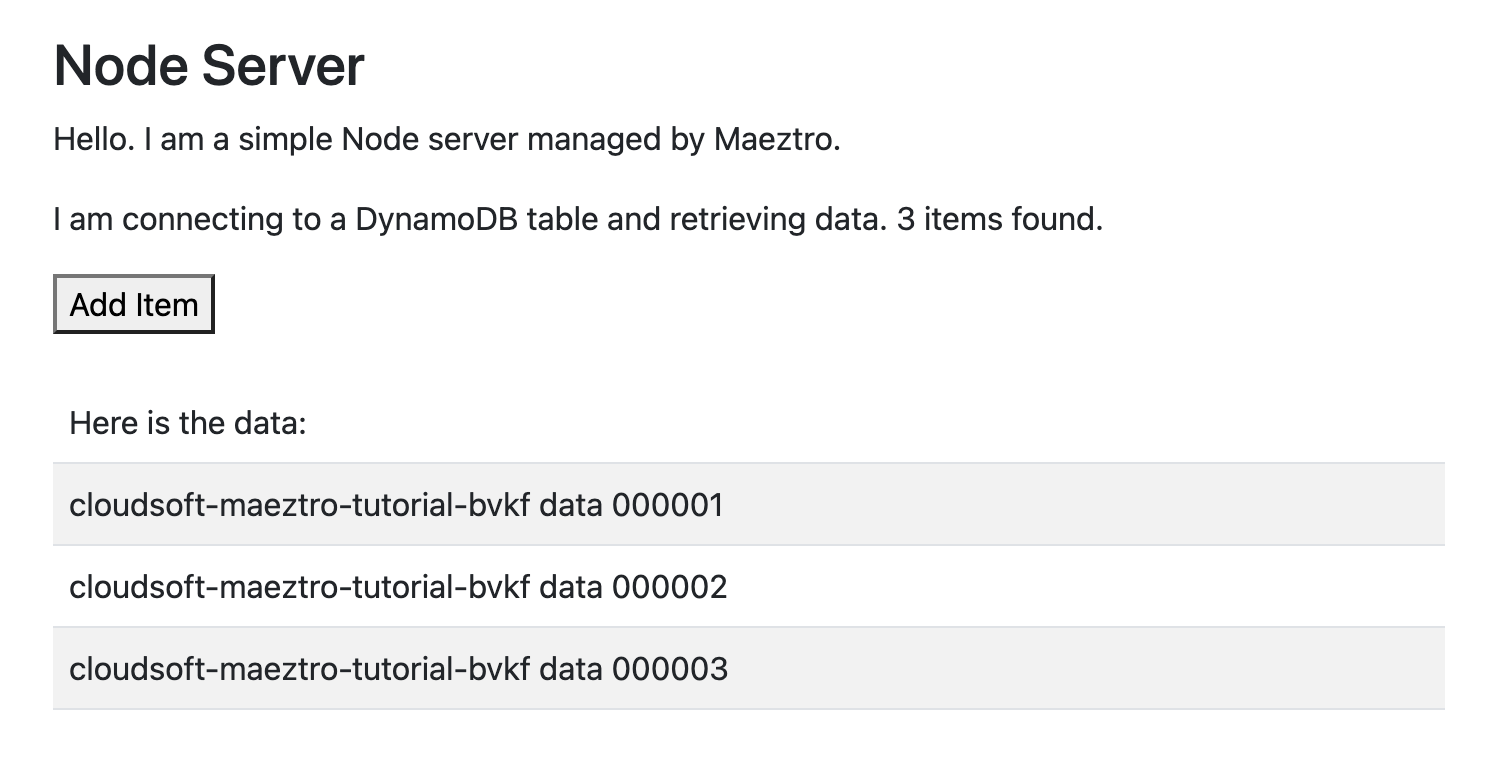 Node Server
Hello. I am a simple Node server managed by Maeztro.
I am connecting to a DynamoDB table and retrieving data. 3 items found.
Add Item
Here is the data:
cloudsoft-maeztro-tutorial-bvkf data 000001
cloudsoft-maeztro-tutorial-bvkf data 000002
cloudsoft-maeztro-tutorial-bvkf data 000003